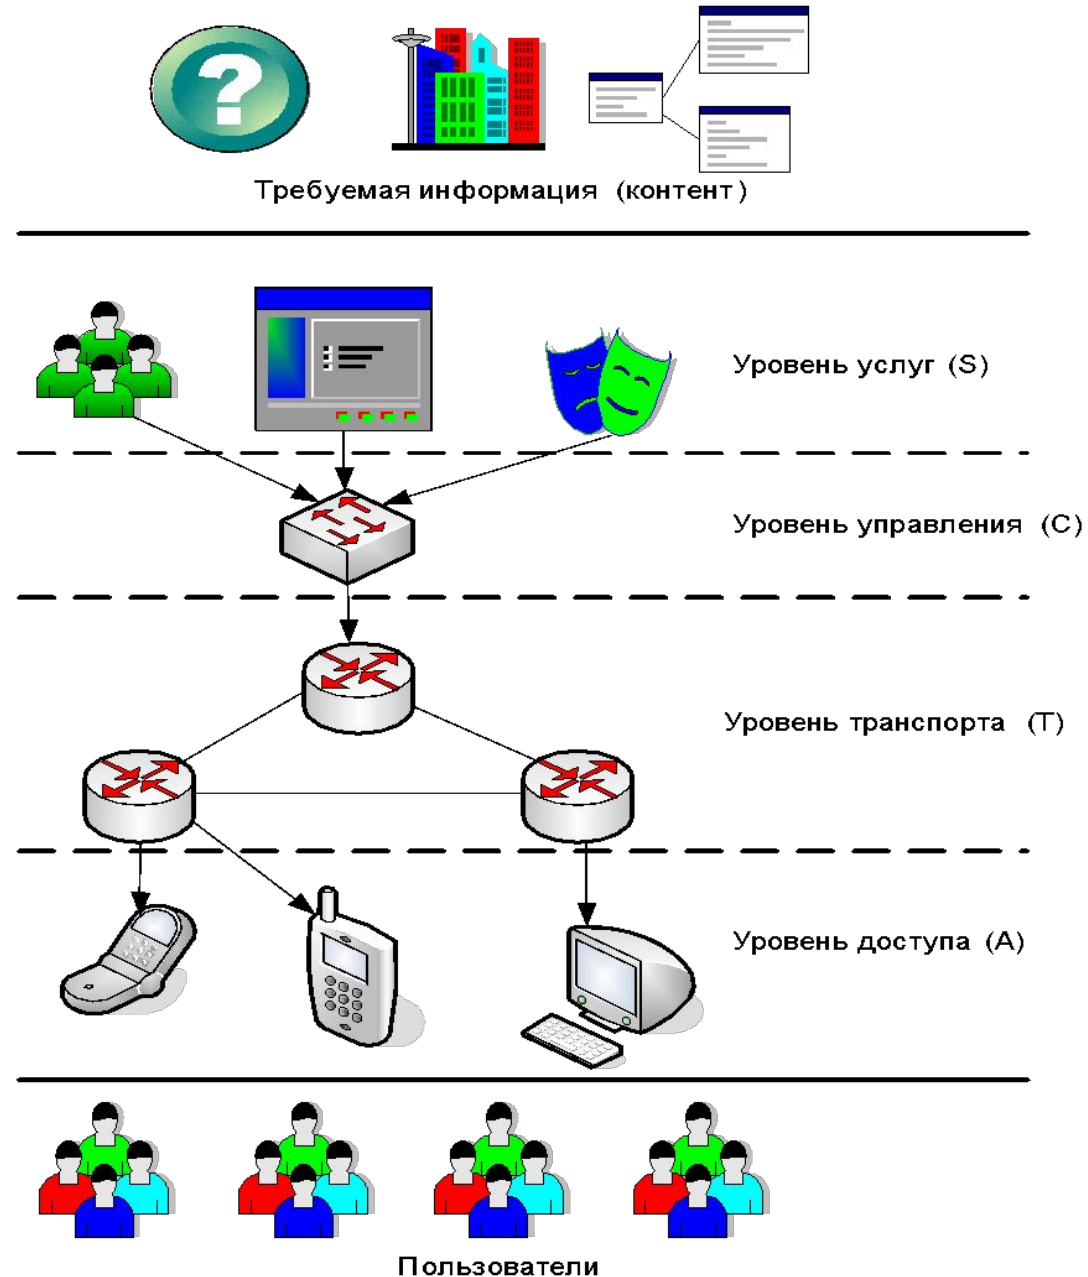 Требуемая информация (контент)
Уровень услуг (S)
Уровень управления (C)
Уровень транспорта (T)
Уровень доступа (A)
Пользователи